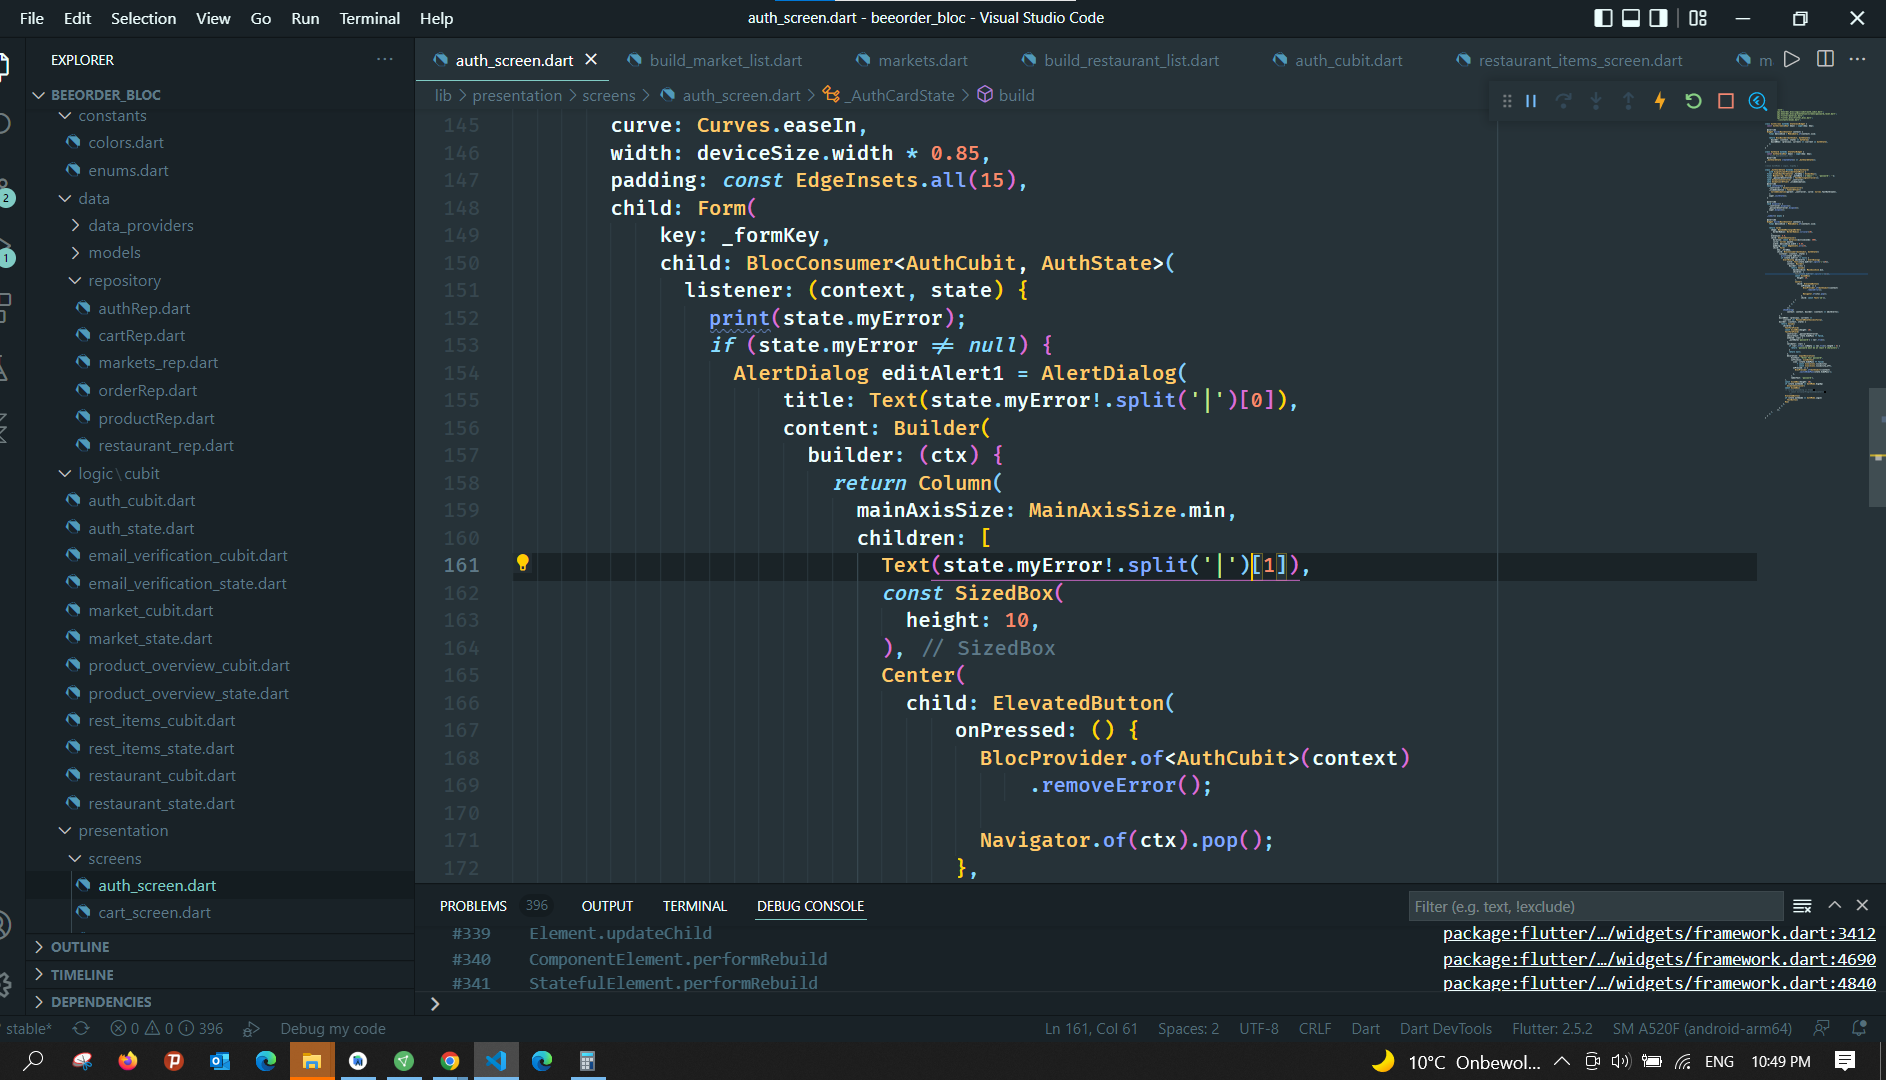 File Edit Selection View Go Run Terminal Help
auth_screen.dart - beeorder_bloc - Visual Studio Code
EXPLORER
BEEORDER_BLOC
constants
colors.dart
enums.dart
data
data_providers
models
repository
authRep.dart
cartRep.dart
markets_rep.dart
orderRep.dart
productRep.dart
restaurant_rep.dart
logic\cubit
auth_cubit.dart
auth_state.dart
email_verification_cubit.dart
email_verification_state.dart
market_cubit.dart
market_state.dart
product_overview_cubit.dart
product_overview_state.dart
rest_items_cubit.dart
rest_items_state.dart
restaurant_cubit.dart
restaurant_state.dart
presentation
screens
auth_screen.dart
cart_screen.dart
OUTLINE
TIMELINE
DEPENDENCIES
2
1
auth_screen.dart build_market_list.dart markets.dart build_restaurant_list.dart auth_cubit.dart restaurant_items_screen.dart m
lib > presentation > screens > auth_screen.dart > _AuthCardState > build
145 curve: Curves.easeIn,
146 width: deviceSize.width * 0.85,
147 padding: const EdgeInsets.all(15),
148 child: Form(
149 key: _formKey,
150 child: BlocConsumer<AuthCubit, AuthState>(
151 listener: (context, state) {
152 print(state.myError);
153 if (state.myError != null) {
154 AlertDialog editAlert1 = AlertDialog(
155 title: Text(state.myError!.split('|')[0]),
156 content: Builder(
157 builder: (ctx) {
158 return Column(
159 mainAxisSize: MainAxisSize.min,
160 children: [
161 Text(state.myError!.split('|')[1]),
162 const SizedBox(
163 height: 10,
164 ), // SizedBox
165 Center(
166 child: ElevatedButton(
167 onPressed: () {
168 BlocProvider.of<AuthCubit>(context)
169 .removeError();
170
171 Navigator.of(ctx).pop();
172 },
PROBLEMS 396 OUTPUT TERMINAL DEBUG CONSOLE
Filter (e.g. text, !exclude)
#339 Element.updateChild package:flutter/…/widgets/framework.dart:3412
#340 ComponentElement.performRebuild package:flutter/…/widgets/framework.dart:4690
#341 StatefulElement.performRebuild package:flutter/…/widgets/framework.dart:4840
stable* 0 0 396 Debug my code Ln 161, Col 61 Spaces: 2 UTF-8 CRLF Dart Dart DevTools Flutter: 2.5.2 SM A520F (android-arm64)
10°C Onbewol... ENG 10:49 PM